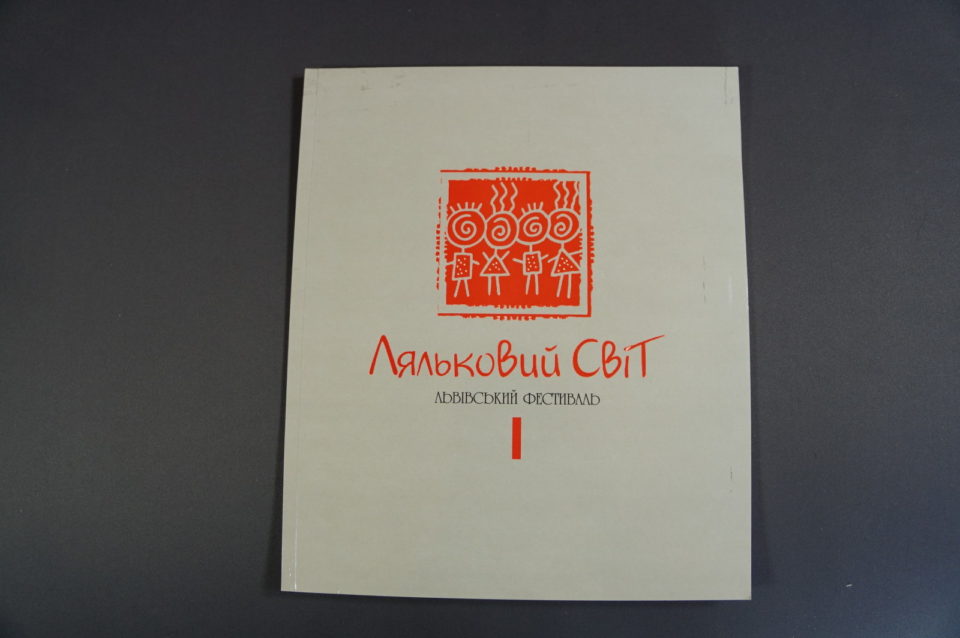 Ляльковий Світ
ЛЬВІВСЬКИЙ ФЕСТИВАЛЬ
I